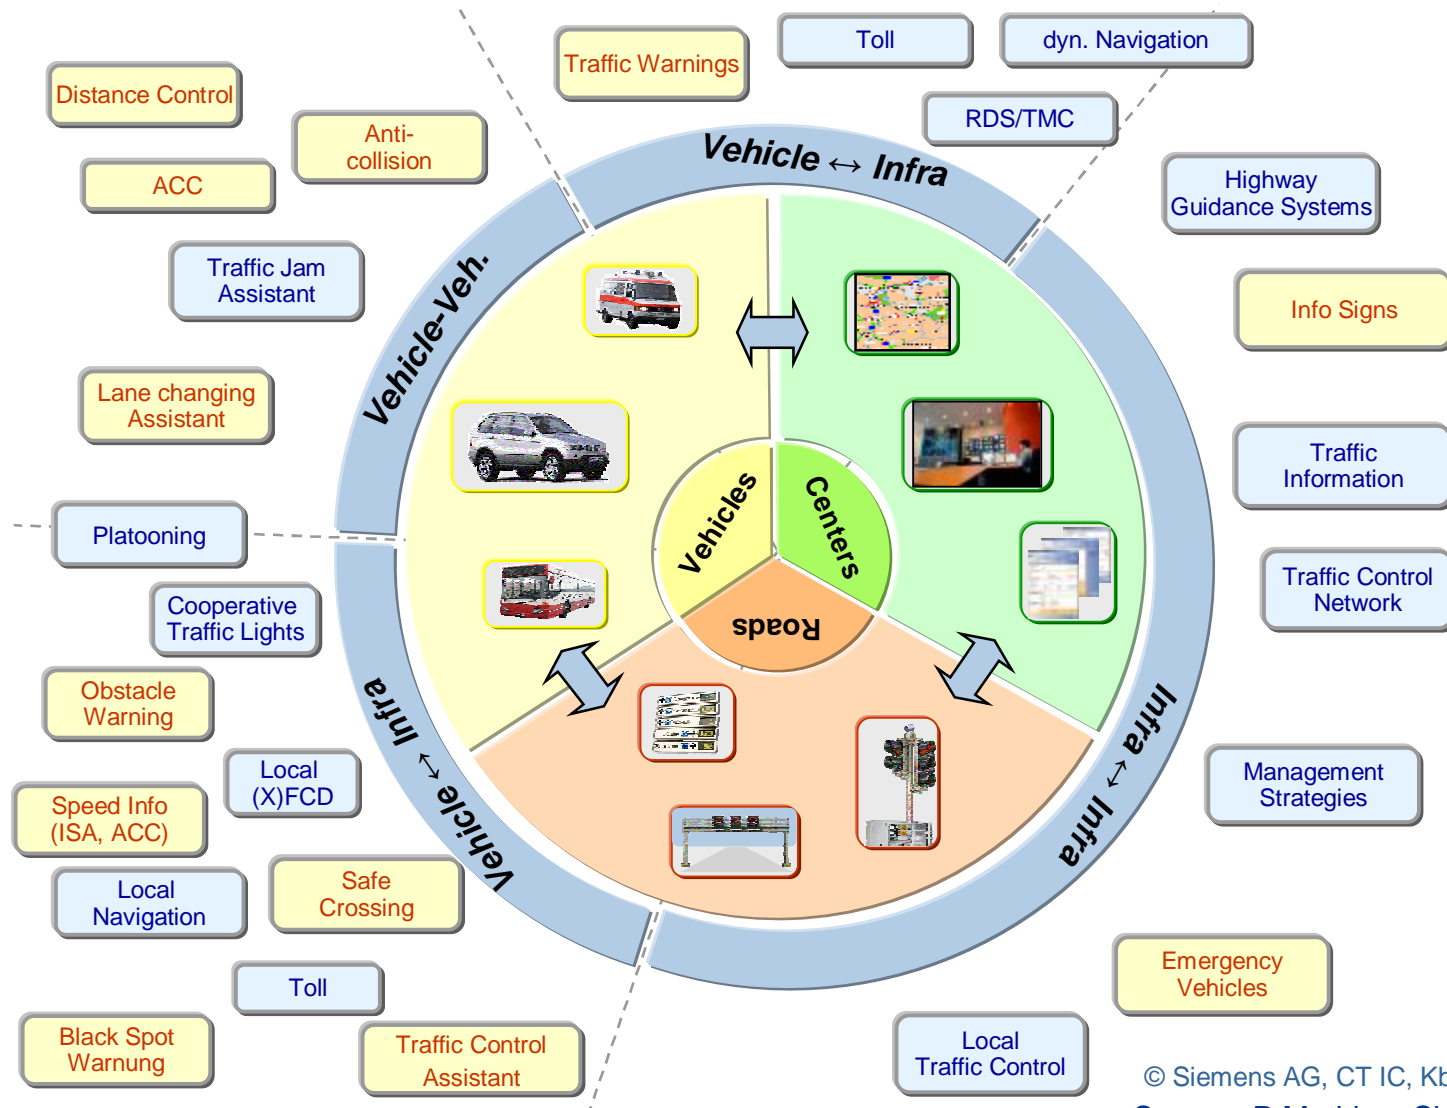 Traffic Warnings
Toll
dyn. Navigation
RDS/TMC
Distance Control
Anti-
collision
ACC
Traffic Jam
Assistant
Lane changing
Assistant
Platooning
Cooperative
Traffic Lights
Obstacle
Warning
Local
(X)FCD
Speed Info
(ISA, ACC)
Local
Navigation
Safe
Crossing
Toll
Black Spot
Warnung
Traffic Control
Assistant
Highway
Guidance Systems
Info Signs
Traffic
Information
Traffic Control
Network
Management
Strategies
Emergency
Vehicles
Local
Traffic Control
Vehicle ↔ Infra
Vehicle-Veh.
Vehicle ↔ Infra
Infra ↔ Infra
Vehicles
Centers
Roads
© Siemens AG, CT IC, Kb